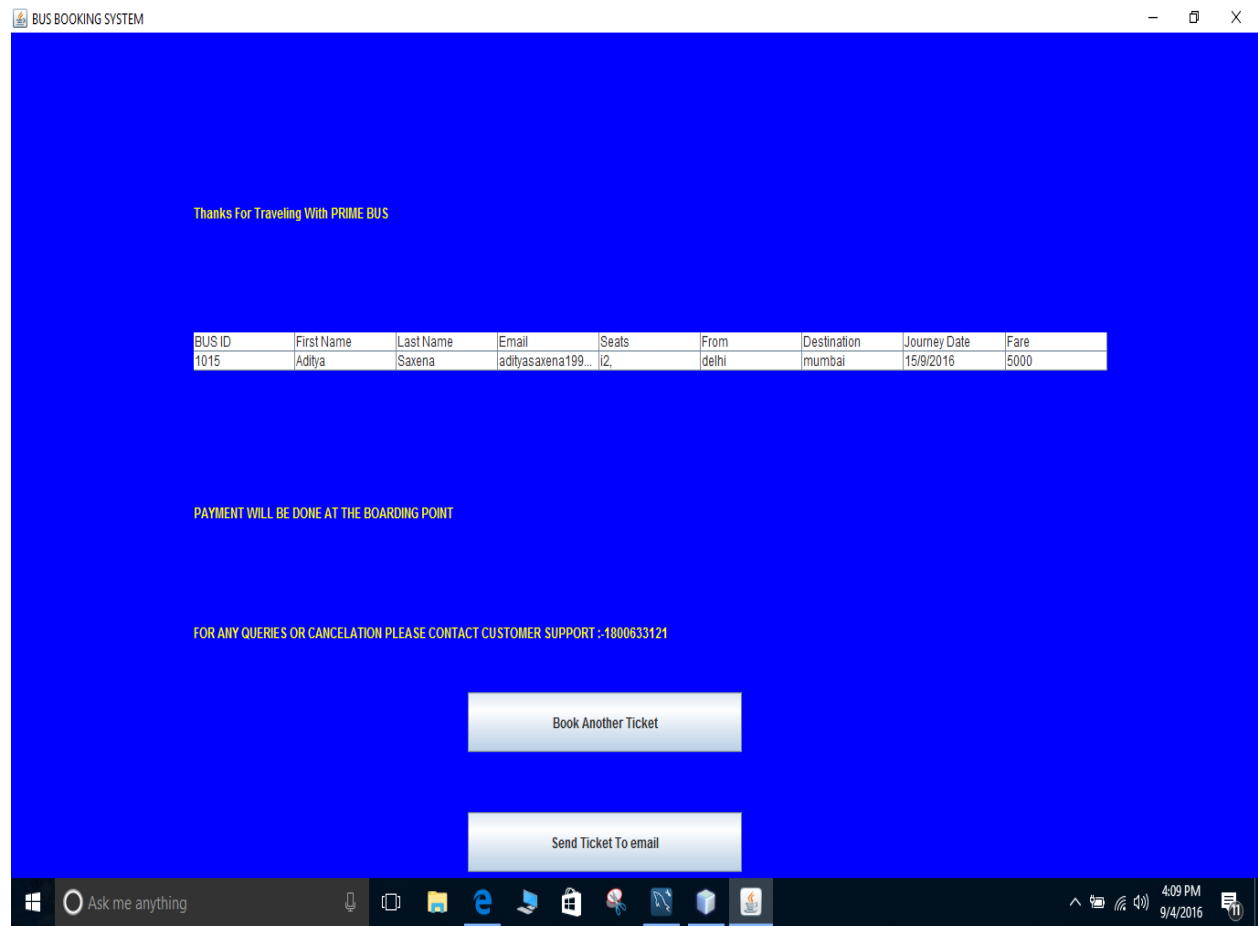 BUS BOOKING SYSTEM
Thanks For Traveling With PRIME BUS
BUS ID First Name Last Name Email Seats From Destination Journey Date Fare
1015 Aditya Saxena adityasaxena199... i2, delhi mumbai 15/9/2016 5000
PAYMENT WILL BE DONE AT THE BOARDING POINT
FOR ANY QUERIES OR CANCELATION PLEASE CONTACT CUSTOMER SUPPORT :-1800633121
Book Another Ticket
Send Ticket To email
Ask me anything
4:09 PM
9/4/2016
11